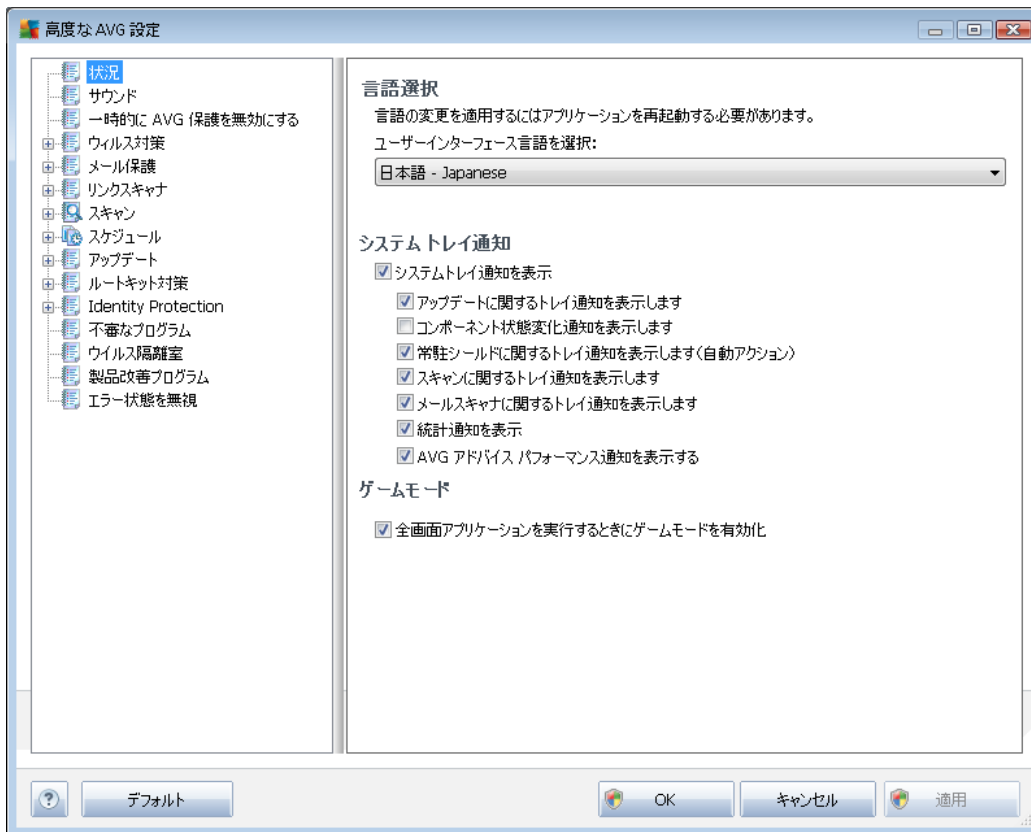 高度な AVG 設定
状況
サウンド
一時的に AVG 保護を無効にする
ウィルス対策
メール保護
リンクスキャナ
スキャン
スケジュール
アップデート
ルートキット対策
Identity Protection
不審なプログラム
ウイルス隔離室
製品改善プログラム
エラー状態を無視
言語選択
言語の変更を適用するにはアプリケーションを再起動する必要があります。
ユーザーインターフェース言語を選択:
日本語 - Japanese
システムトレイ通知
システムトレイ通知を表示
アップデートに関するトレイ通知を表示します
コンポーネント状態変化通知を表示します
常駐シールドに関するトレイ通知を表示します(自動アクション)
スキャンに関するトレイ通知を表示します
メールスキャナに関するトレイ通知を表示します
統計通知を表示
AVG アドバイス パフォーマンス通知を表示する
ゲームモード
全画面アプリケーションを実行するときにゲームモードを有効化
?
デフォルト
OK
キャンセル
適用